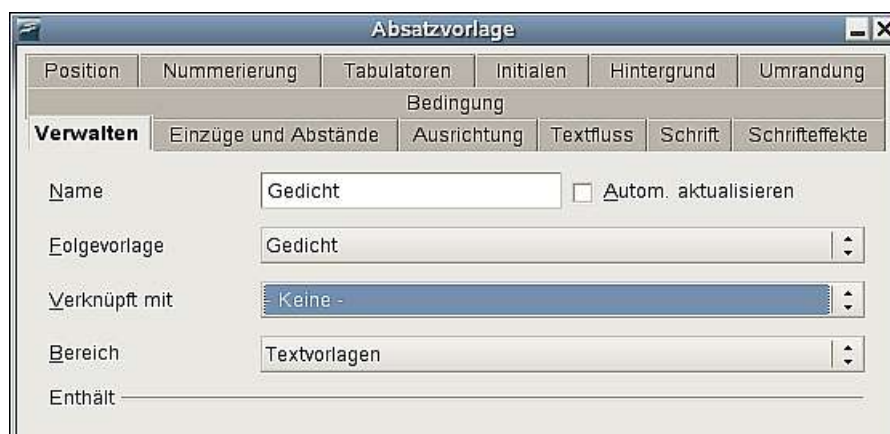 Absatzvorlage
Position Nummerierung Tabulatoren Initialen Hintergrund Umrandung
Bedingung
Verwalten Einzüge und Abstände Ausrichtung Textfluss Schrift Schrifteffekte
Name Gedicht Autom. aktualisieren
Folgevorlage Gedicht
Verknüpft mit - Keine -
Bereich Textvorlagen
Enthält